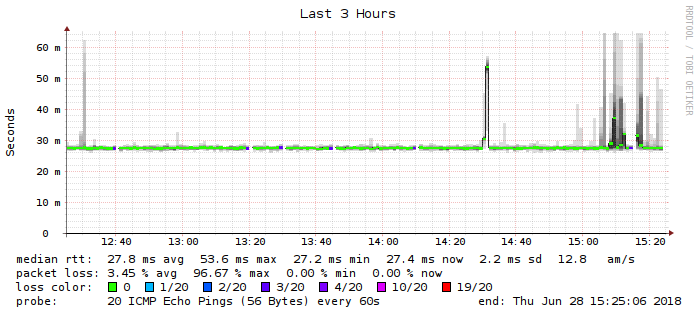 Last 3 Hours
RRDTOOL / TOBI OETIKER
Seconds
60 m
50 m
40 m
30 m
20 m
10 m
0
12:40 13:00 13:20 13:40 14:00 14:20 14:40 15:00 15:20
median rtt: 27.8 ms avg 53.6 ms max 27.2 ms min 27.4 ms now 2.2 ms sd 12.8 am/s
packet loss: 3.45 % avg 96.67 % max 0.00 % min 0.00 % now
loss color: 0 1/20 2/20 3/20 4/20 10/20 19/20
probe: 20 ICMP Echo Pings (56 Bytes) every 60s end: Thu Jun 28 15:25:06 2018